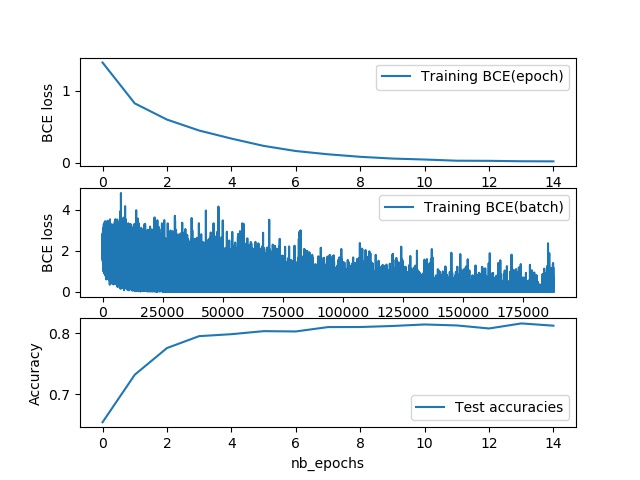 Training BCE(epoch)
BCE loss
1
0
0 2 4 6 8 10 12 14
Training BCE(batch)
BCE loss
4
2
0
0 25000 50000 75000 100000 125000 150000 175000
Accuracy
0.8
0.7
Test accuracies
0 2 4 6 8 10 12 14
nb_epochs